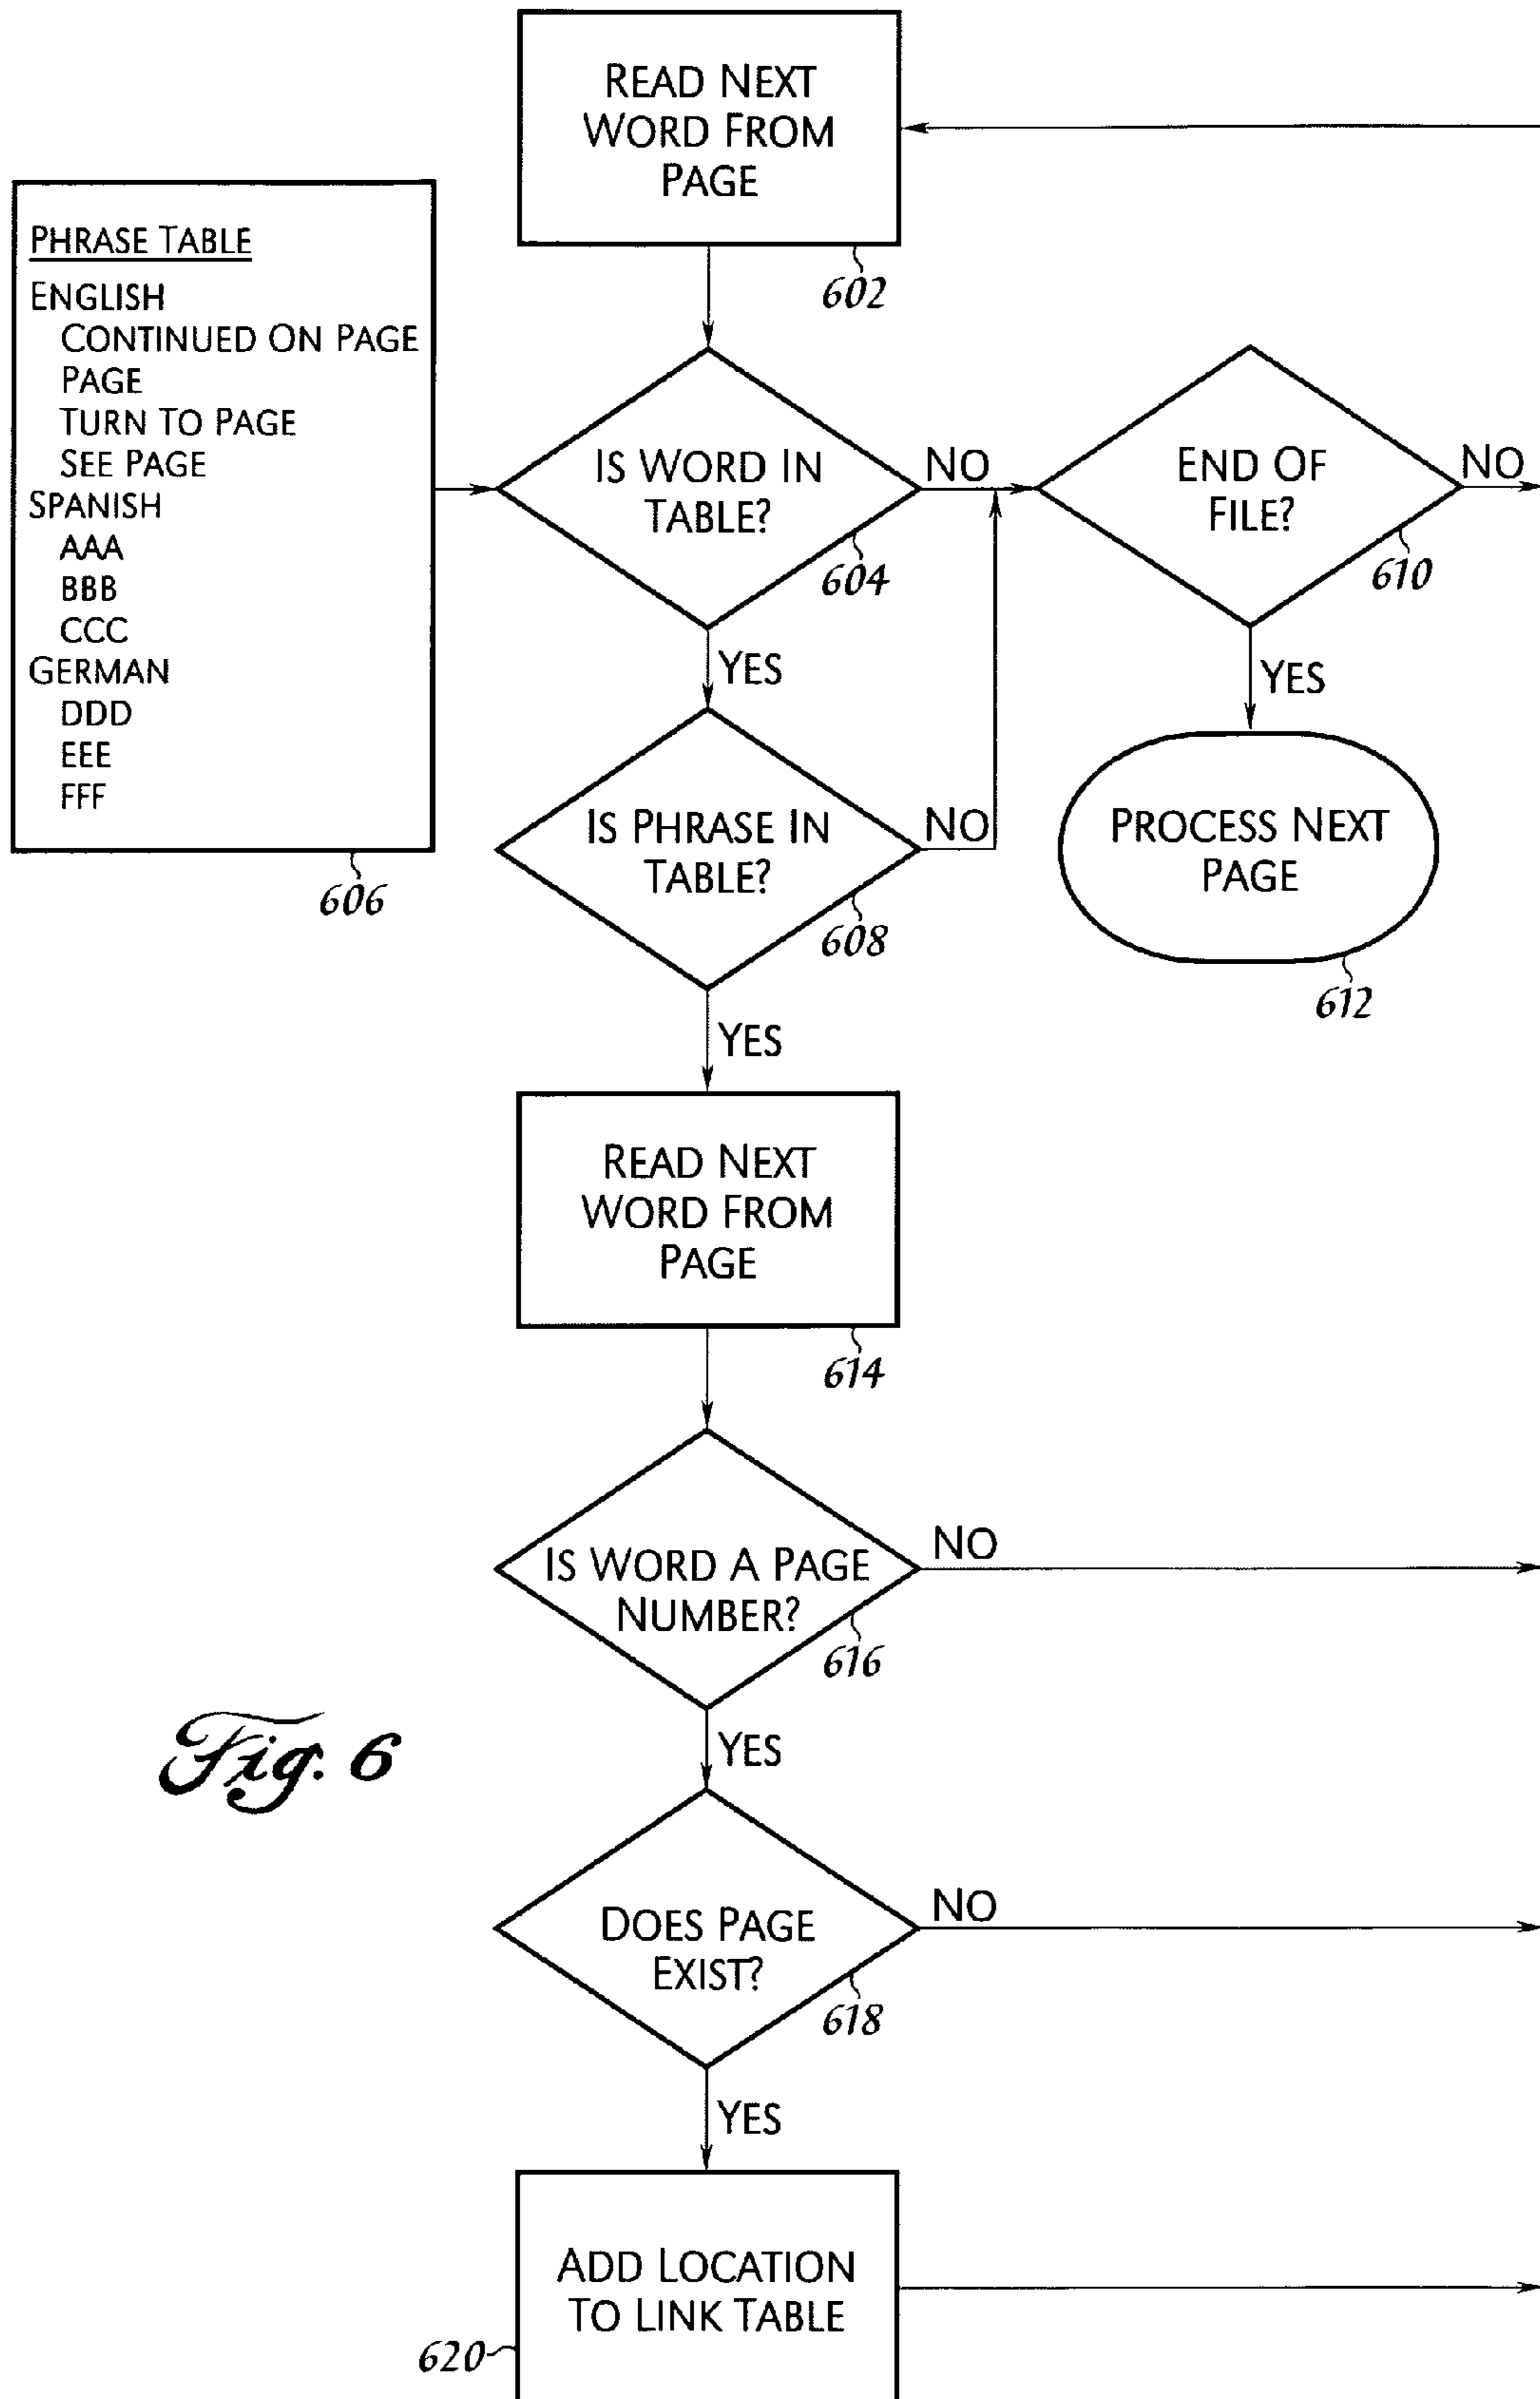 READ NEXT
WORD FROM
PAGE
602
PHRASE TABLE
ENGLISH
CONTINUED ON PAGE
PAGE
TURN TO PAGE
SEE PAGE
SPANISH
AAA
BBB
CCC
GERMAN
DDD
EEE
FFF
606
IS WORD IN
TABLE?
604
NO
END OF
FILE?
610
NO
YES
YES
IS PHRASE IN
TABLE?
608
NO
PROCESS NEXT
PAGE
612
YES
READ NEXT
WORD FROM
PAGE
614
IS WORD A PAGE
NUMBER?
616
NO
Fig. 6
YES
DOES PAGE
EXIST?
618
NO
YES
ADD LOCATION
TO LINK TABLE
620